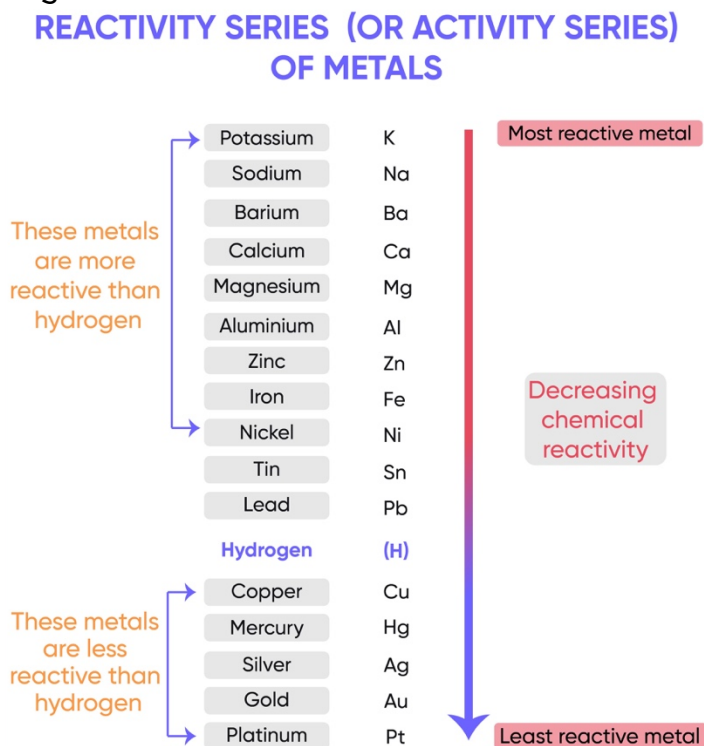 REACTIVITY SERIES (OR ACTIVITY SERIES)
OF METALS
Potassium K Most reactive metal
Sodium Na
Barium Ba
These metals
are more
reactive than
hydrogen
Calcium Ca
Magnesium Mg
Aluminium Al
Zinc Zn
Iron Fe
Nickel Ni
Decreasing
chemical
reactivity
Tin Sn
Lead Pb
Hydrogen (H)
Copper Cu
These metals
are less
reactive than
hydrogen
Mercury Hg
Silver Ag
Gold Au
Platinum Pt Least reactive metal